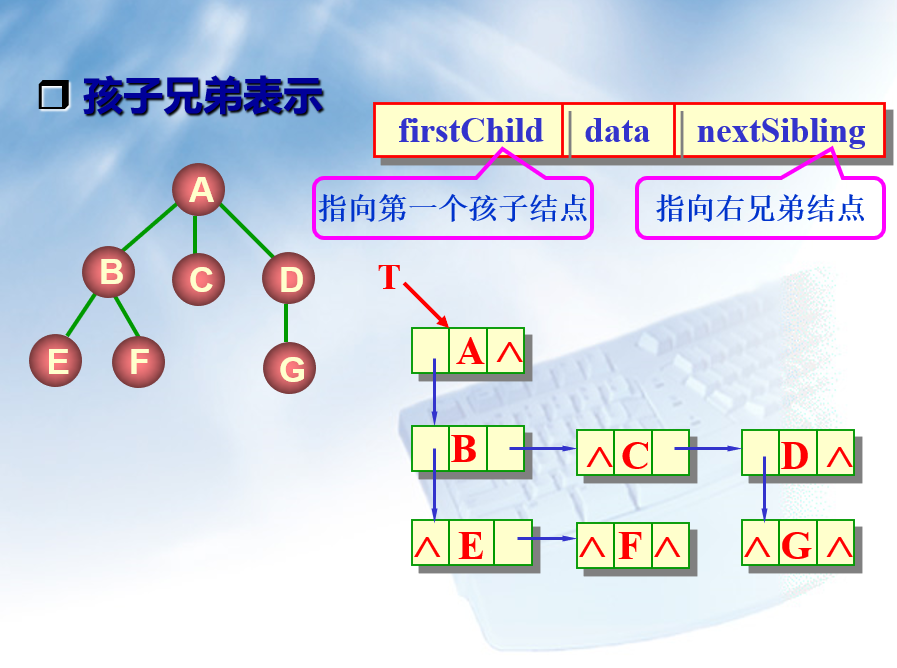 孩子兄弟表示
firstChild data nextSibling
指向第一个孩子结点 指向右兄弟结点
A
B C D
E F G
T
A ∧
B ∧ C D ∧
∧ E ∧ F ∧ ∧ G ∧